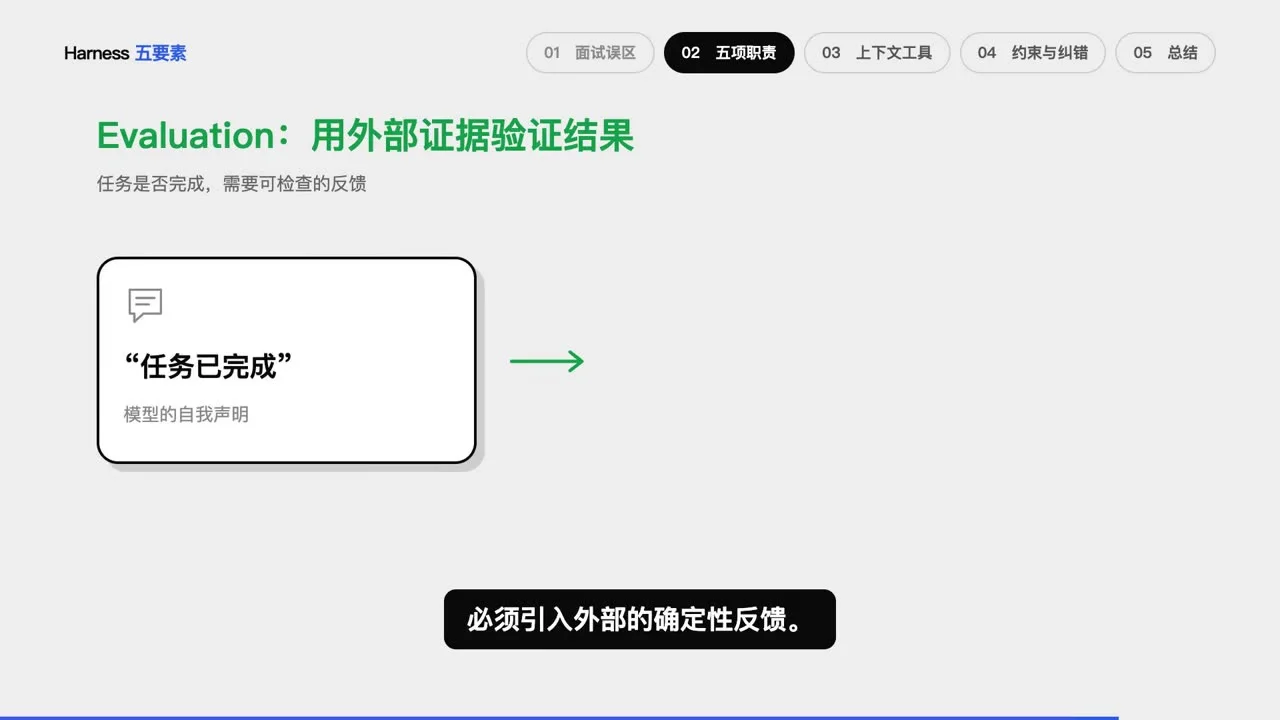 Harness 五要素
01 面试误区
02 五项职责
03 上下文工具
04 约束与纠错
05 总结
Evaluation：用外部证据验证结果
任务是否完成，需要可检查的反馈
“任务已完成”
模型的自我声明
必须引入外部的确定性反馈。